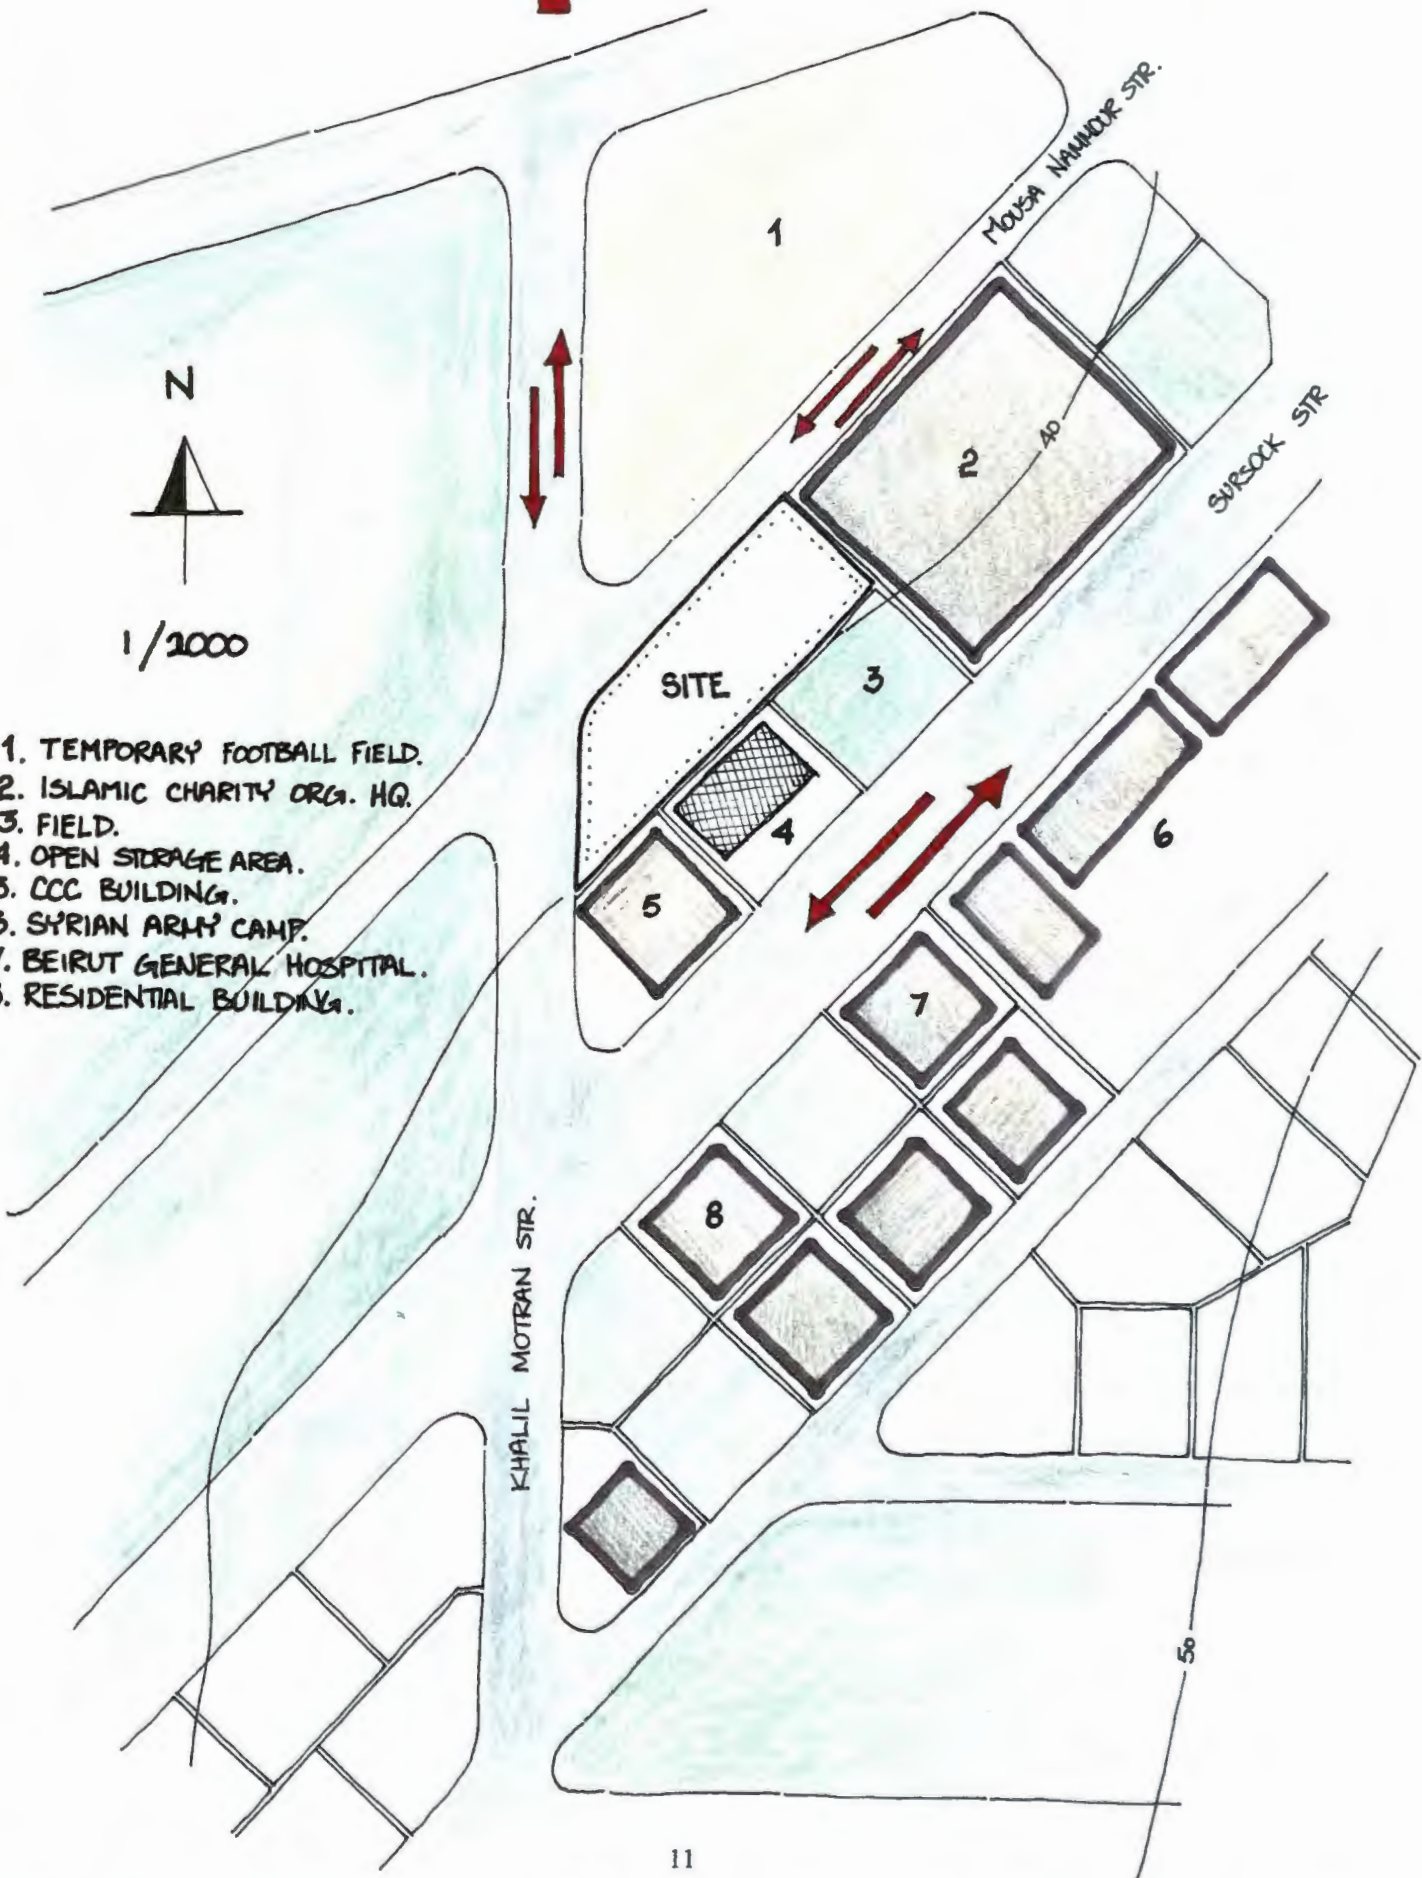 MOUSA NAMMOUR STR.
1
N
40
2
SURSOCK STR
1/2000
SITE
3
1. TEMPORARY FOOTBALL FIELD.
2. ISLAMIC CHARITY ORG. HQ.
3. FIELD.
4. OPEN STORAGE AREA.
5. CCC BUILDING.
6. SYRIAN ARMY CAMP.
7. BEIRUT GENERAL HOSPITAL.
8. RESIDENTIAL BUILDING.
4
6
5
7
8
KHALIL MOTRAN STR.
50
11